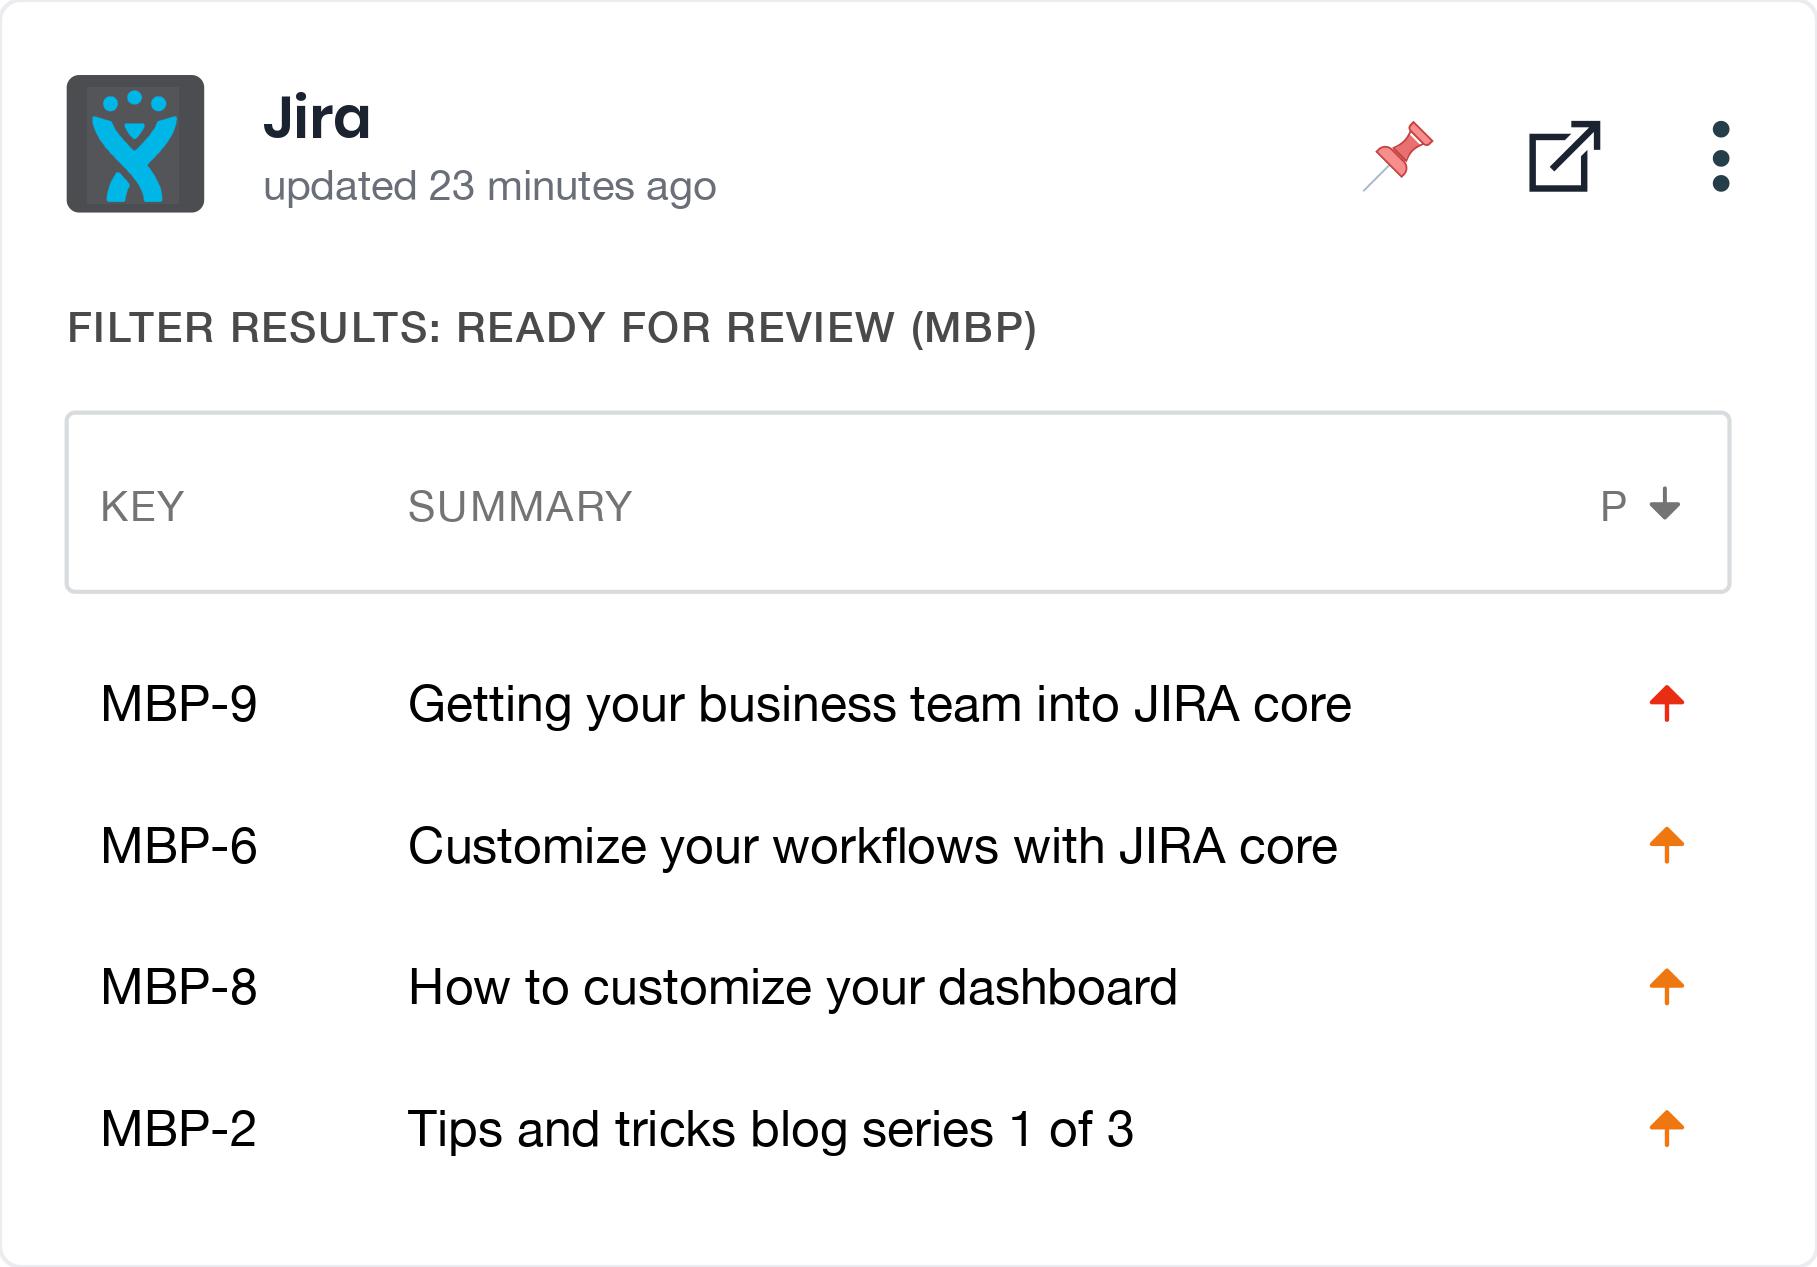 Jira
updated 23 minutes ago
FILTER RESULTS: READY FOR REVIEW (MBP)
KEY SUMMARY P
MBP-9 Getting your business team into JIRA core
MBP-6 Customize your workflows with JIRA core
MBP-8 How to customize your dashboard
MBP-2 Tips and tricks blog series 1 of 3